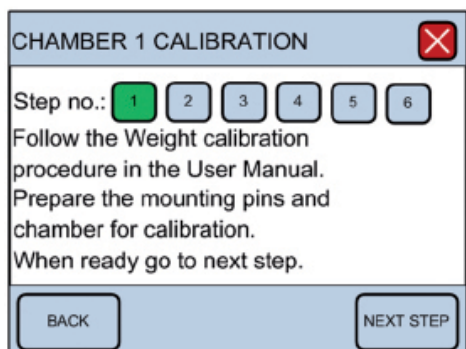 CHAMBER 1 CALIBRATION
Step no.: 1 2 3 4 5 6
Follow the Weight calibration
procedure in the User Manual.
Prepare the mounting pins and
chamber for calibration.
When ready go to next step.
BACK NEXT STEP